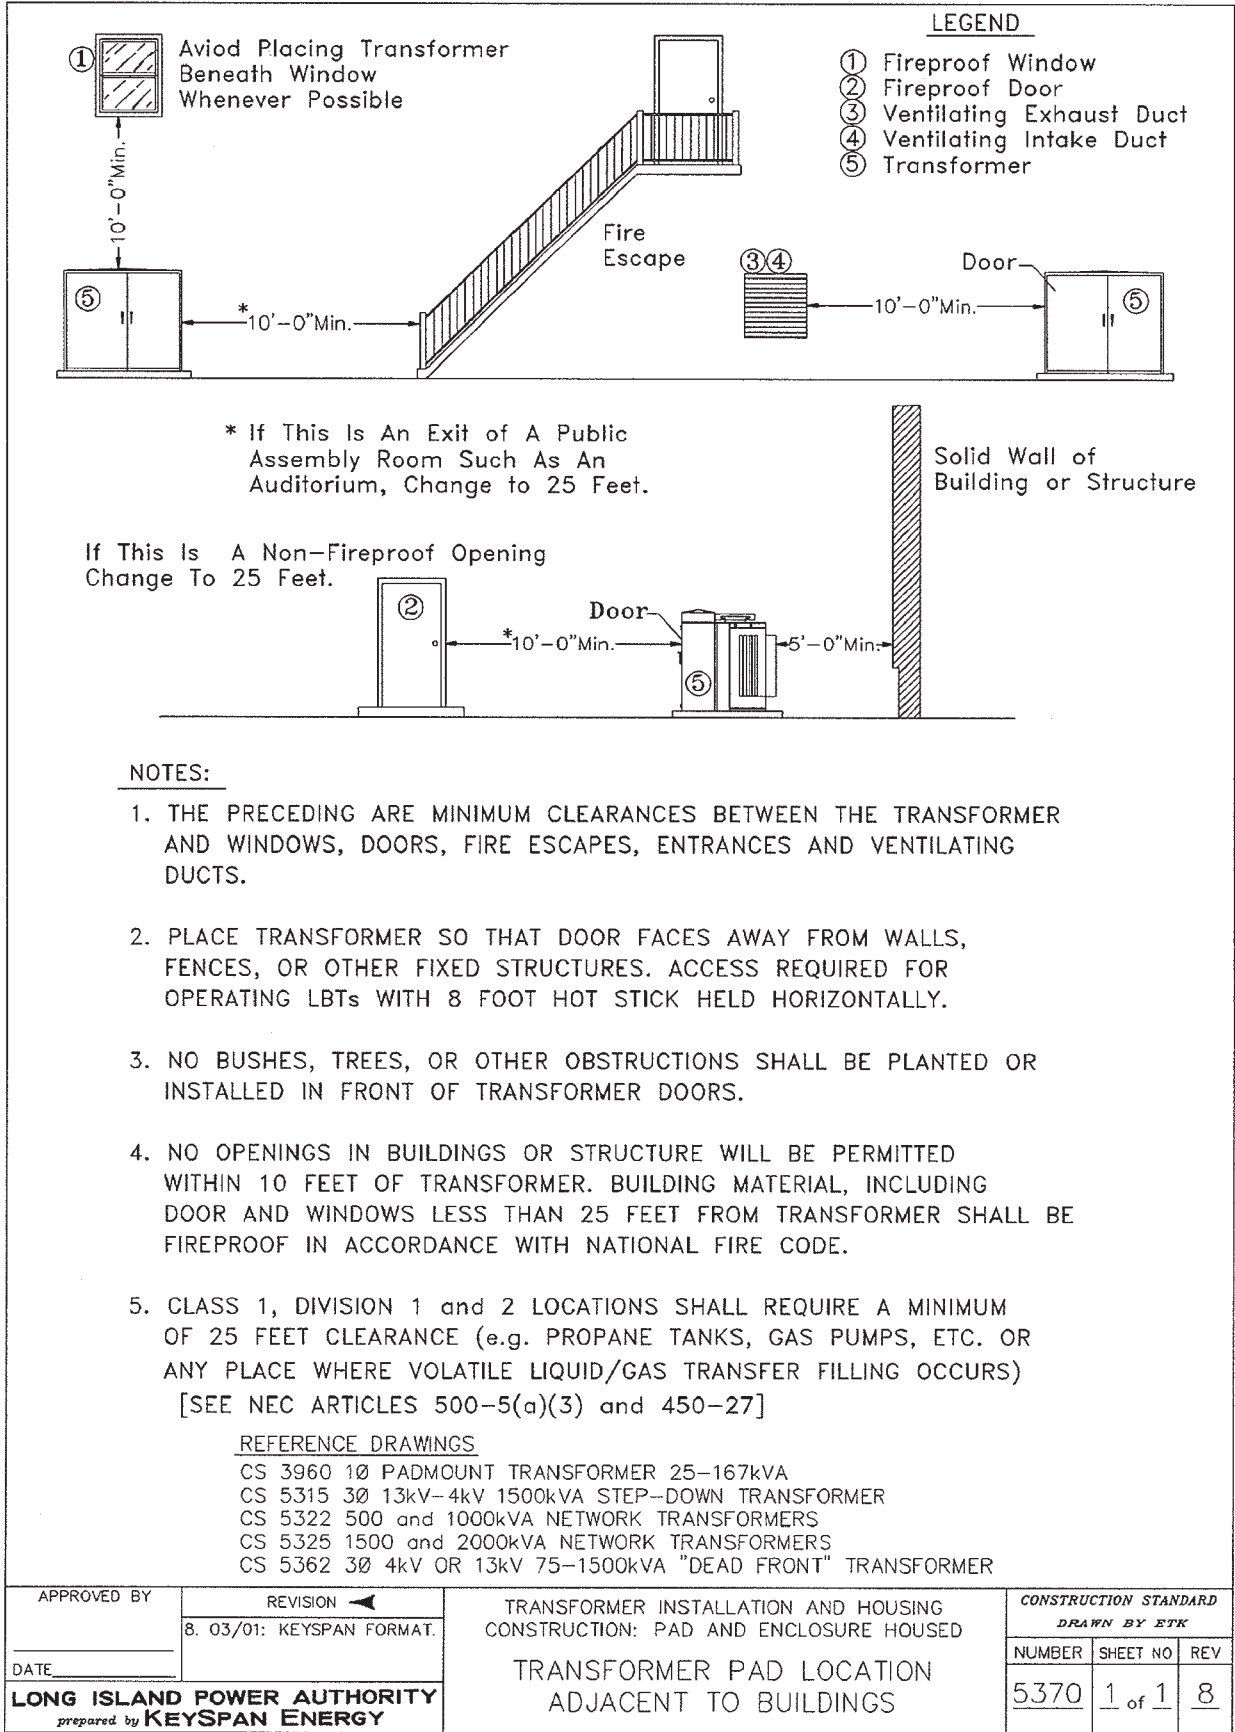 LEGEND
① Fireproof Window
② Fireproof Door
③ Ventilating Exhaust Duct
④ Ventilating Intake Duct
⑤ Transformer
①
Aviod Placing Transformer
Beneath Window
Whenever Possible
10'-0"Min.
Fire
Escape
③④
Door
⑤
*10'-0"Min.
10'-0"Min.
⑤
* If This Is An Exit of A Public
Assembly Room Such As An
Auditorium, Change to 25 Feet.
Solid Wall of
Building or Structure
If This Is A Non-Fireproof Opening
Change To 25 Feet.
②
Door
*10'-0"Min.
5'-0"Min.
⑤
NOTES:
1. THE PRECEDING ARE MINIMUM CLEARANCES BETWEEN THE TRANSFORMER
AND WINDOWS, DOORS, FIRE ESCAPES, ENTRANCES AND VENTILATING
DUCTS.
2. PLACE TRANSFORMER SO THAT DOOR FACES AWAY FROM WALLS,
FENCES, OR OTHER FIXED STRUCTURES. ACCESS REQUIRED FOR
OPERATING LBTs WITH 8 FOOT HOT STICK HELD HORIZONTALLY.
3. NO BUSHES, TREES, OR OTHER OBSTRUCTIONS SHALL BE PLANTED OR
INSTALLED IN FRONT OF TRANSFORMER DOORS.
4. NO OPENINGS IN BUILDINGS OR STRUCTURE WILL BE PERMITTED
WITHIN 10 FEET OF TRANSFORMER. BUILDING MATERIAL, INCLUDING
DOOR AND WINDOWS LESS THAN 25 FEET FROM TRANSFORMER SHALL BE
FIREPROOF IN ACCORDANCE WITH NATIONAL FIRE CODE.
5. CLASS 1, DIVISION 1 and 2 LOCATIONS SHALL REQUIRE A MINIMUM
OF 25 FEET CLEARANCE (e.g. PROPANE TANKS, GAS PUMPS, ETC. OR
ANY PLACE WHERE VOLATILE LIQUID/GAS TRANSFER FILLING OCCURS)
[SEE NEC ARTICLES 500-5(a)(3) and 450-27]
REFERENCE DRAWINGS
CS 3960 1Ø PADMOUNT TRANSFORMER 25-167kVA
CS 5315 3Ø 13kV-4kV 1500kVA STEP-DOWN TRANSFORMER
CS 5322 500 and 1000kVA NETWORK TRANSFORMERS
CS 5325 1500 and 2000kVA NETWORK TRANSFORMERS
CS 5362 3Ø 4kV OR 13kV 75-1500kVA "DEAD FRONT" TRANSFORMER
APPROVED BY
DATE
REVISION
8. 03/01: KEYSPAN FORMAT.
LONG ISLAND POWER AUTHORITY
prepared by KEYSPAN ENERGY
TRANSFORMER INSTALLATION AND HOUSING
CONSTRUCTION: PAD AND ENCLOSURE HOUSED
TRANSFORMER PAD LOCATION
ADJACENT TO BUILDINGS
CONSTRUCTION STANDARD
DRAWN BY ETK
NUMBER SHEET NO REV
5370 1 of 1 8